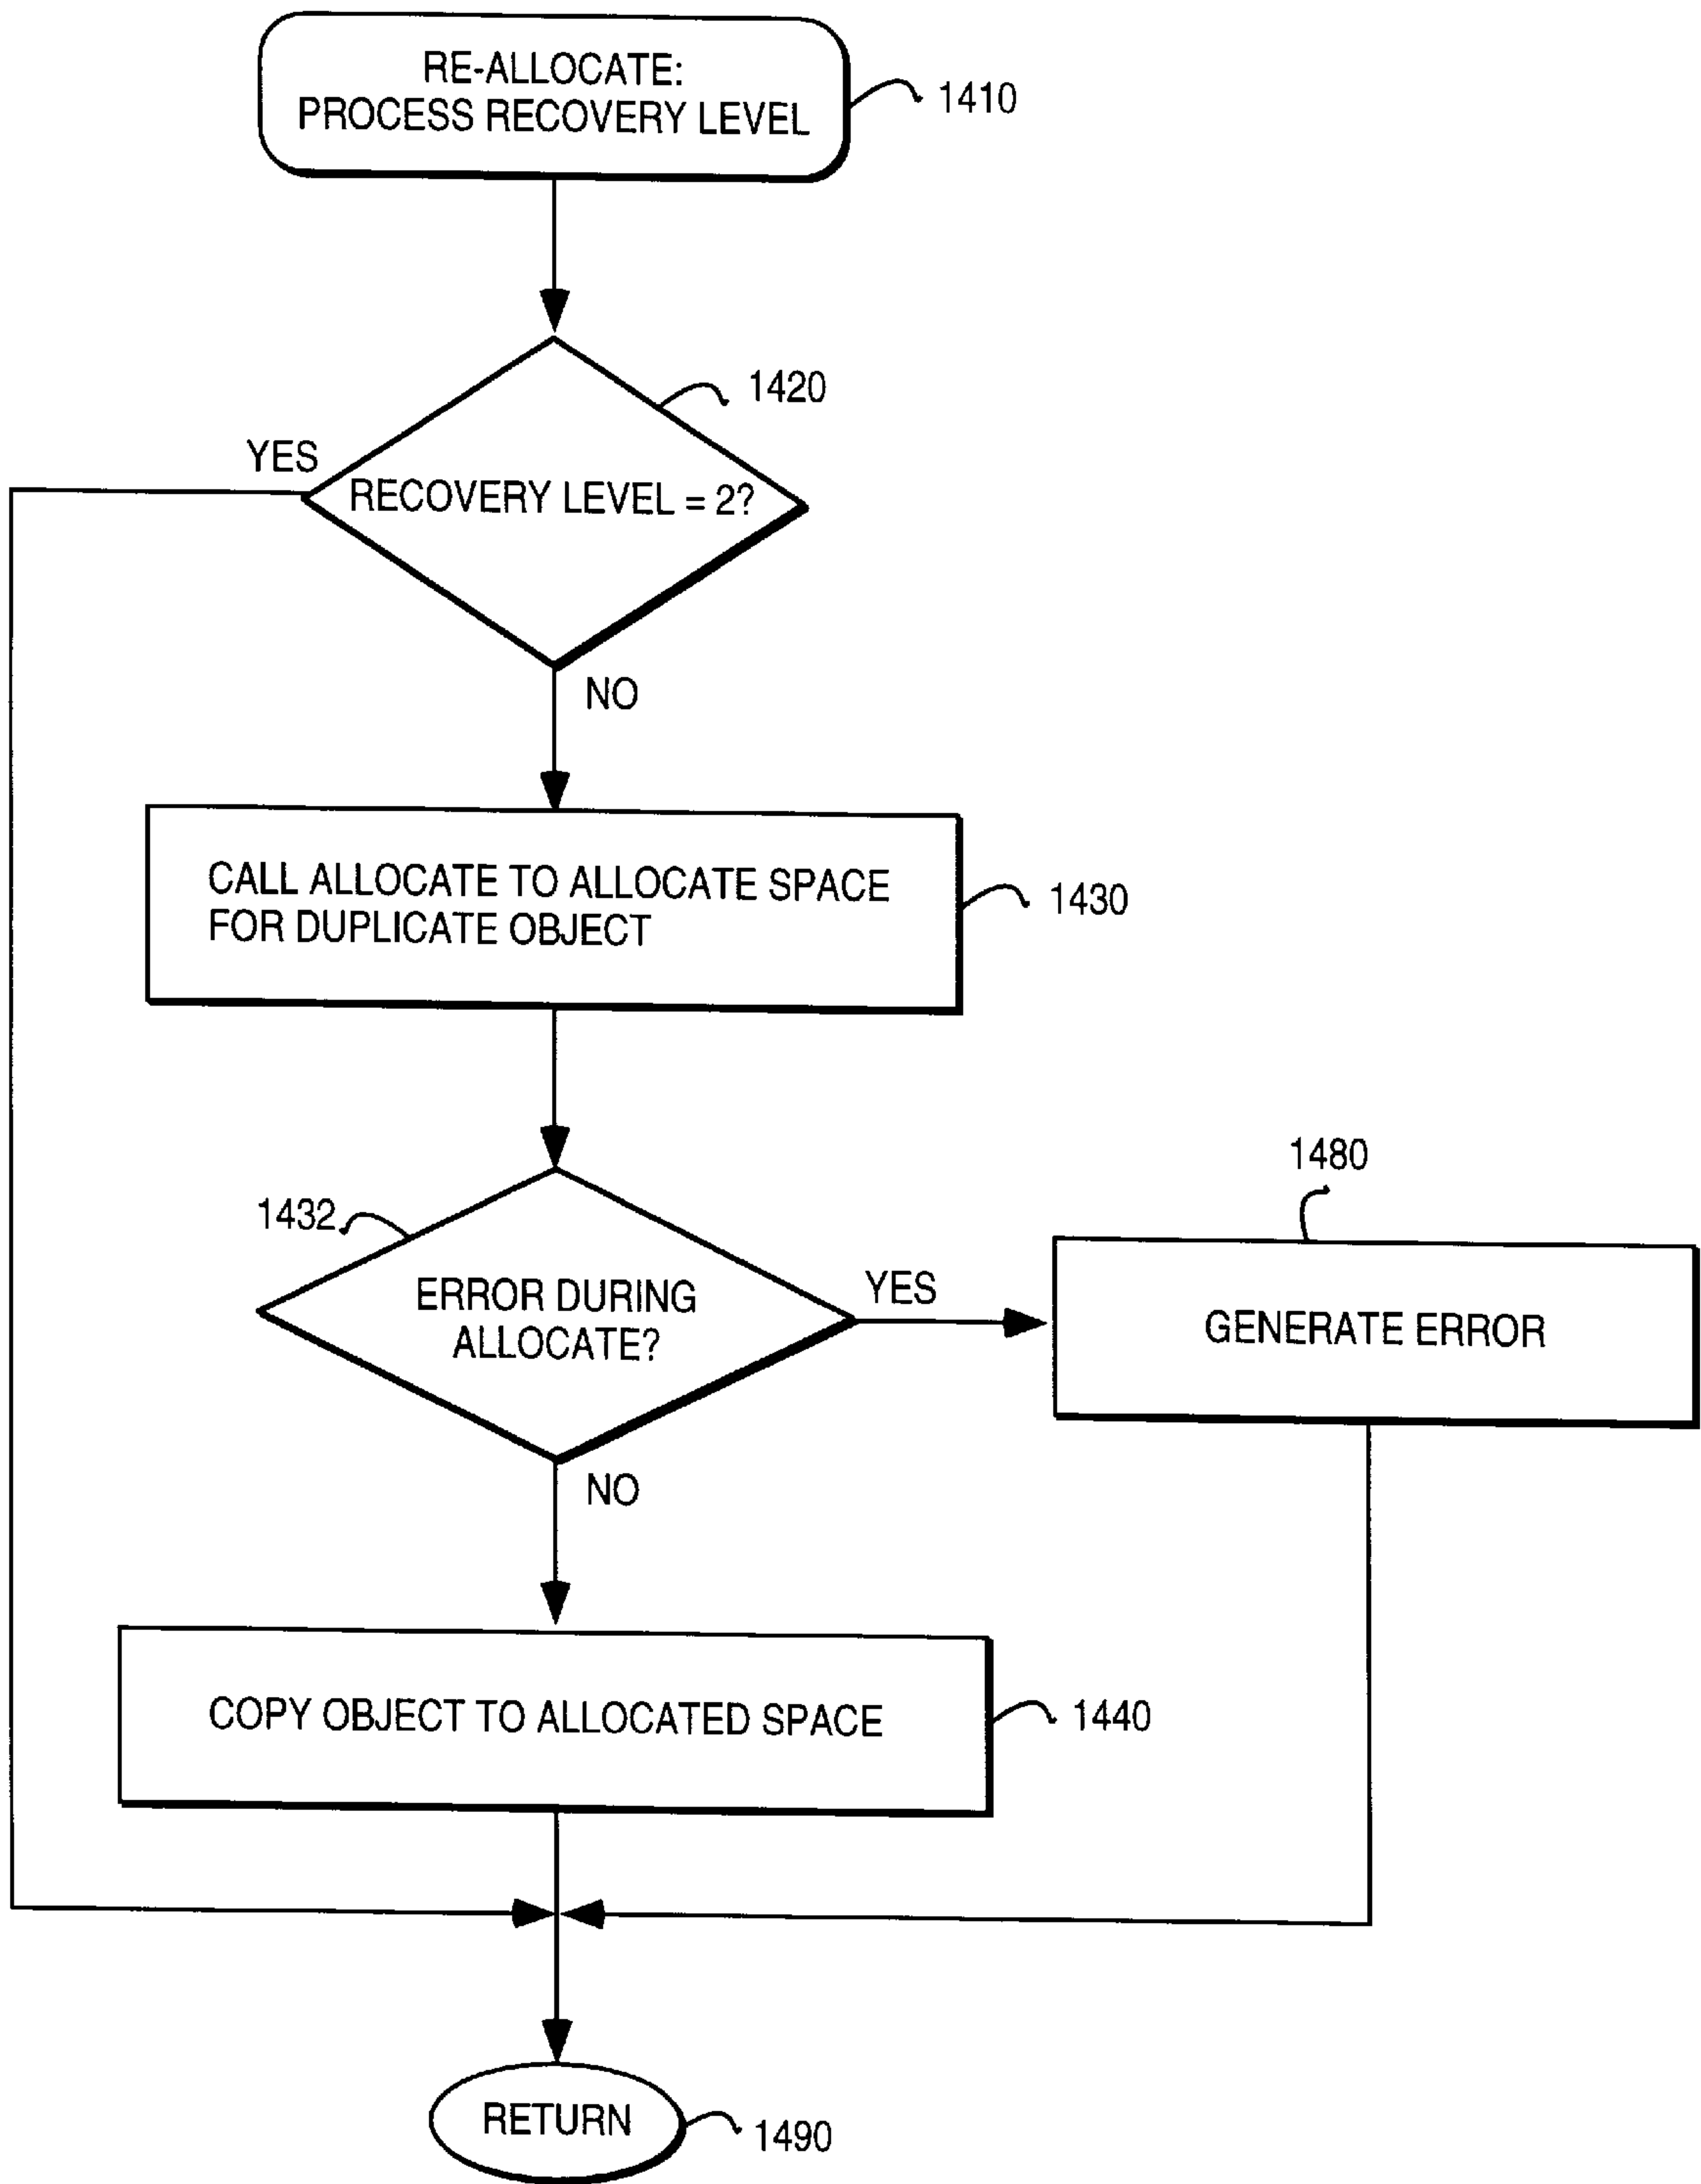 RE-ALLOCATE:
PROCESS RECOVERY LEVEL
1410
1420
YES
RECOVERY LEVEL = 2?
NO
CALL ALLOCATE TO ALLOCATE SPACE
FOR DUPLICATE OBJECT
1430
1432
ERROR DURING
ALLOCATE?
YES
1480
GENERATE ERROR
NO
COPY OBJECT TO ALLOCATED SPACE
1440
RETURN
1490